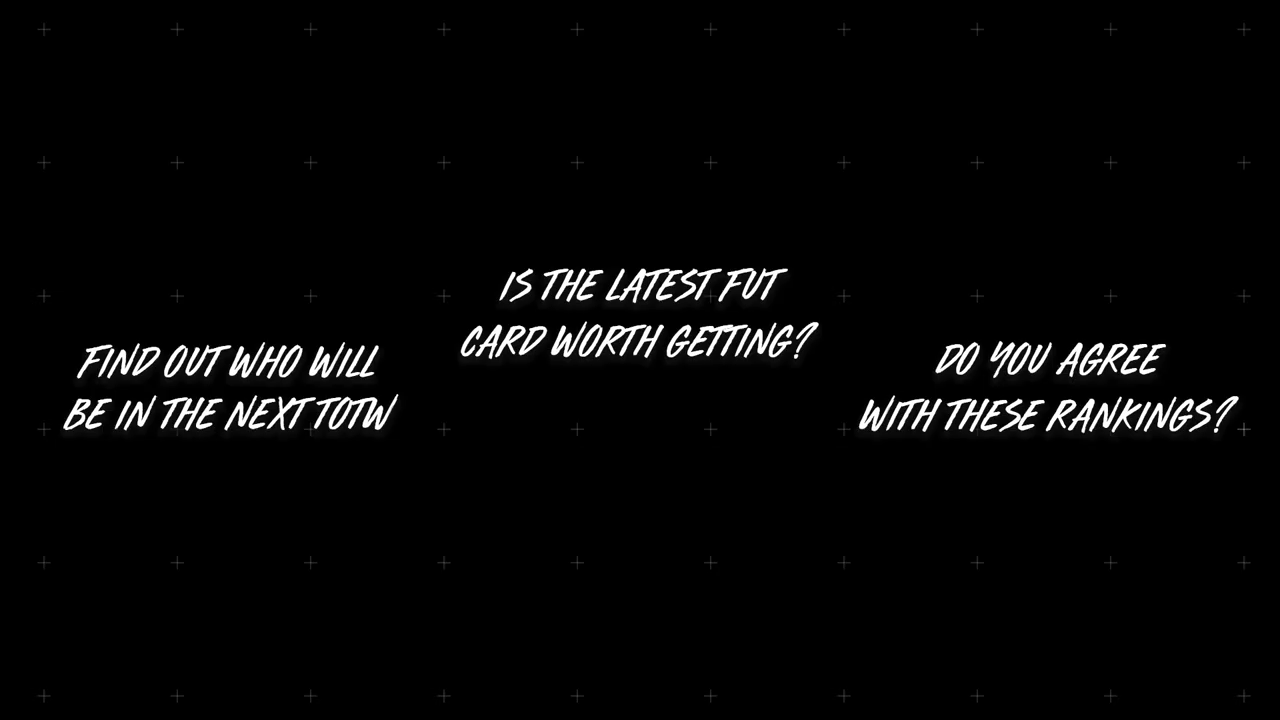 FIND OUT WHO WILL
BE IN THE NEXT TOTW
IS THE LATEST FUT
CARD WORTH GETTING?
DO YOU AGREE
WITH THESE RANKINGS?